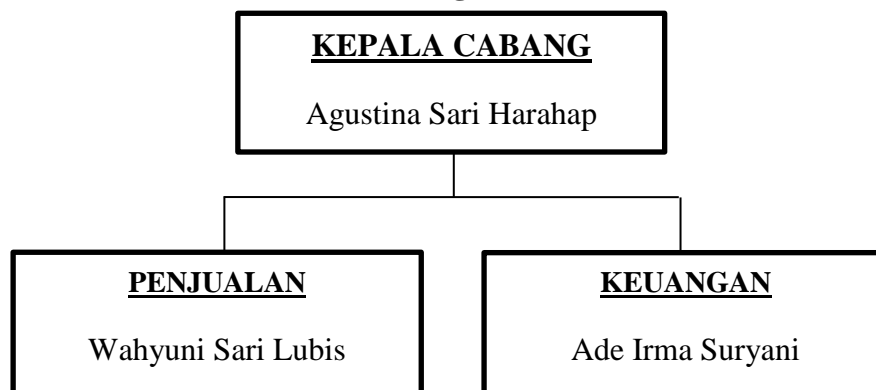 KEPALA CABANG
Agustina Sari Harahap
PENJUALAN
KEUANGAN
Wahyuni Sari Lubis
Ade Irma Suryani